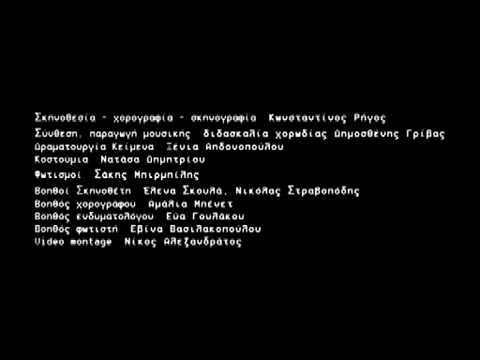 Σκηνοθεσία - χορογραφία - σκηνογραφία Κωνσταντίνος Ρήγος
Σύνθεση, παραγωγή μουσικής διδασκαλία χορωδίας Δημοσθένης Γρίβας
Δραματουργία Κείμενα Ξένια Αηδονοπούλου
Κοστούμια Νατάσα Δημητρίου
Φωτισμοί Σάκης Μπιρμπίλης
Βοηθοί Σκηνοθέτη Έλενα Σκουλά, Νικόλας Στραβοπόδης
Βοηθός χορογράφου Αμάλια Μπένετ
Βοηθός ενδυματολόγου Εύα Γουλάκου
Βοηθός φωτιστή Εβίνα Βασιλακοπούλου
Video montage Νίκος Αλεξανδράτος